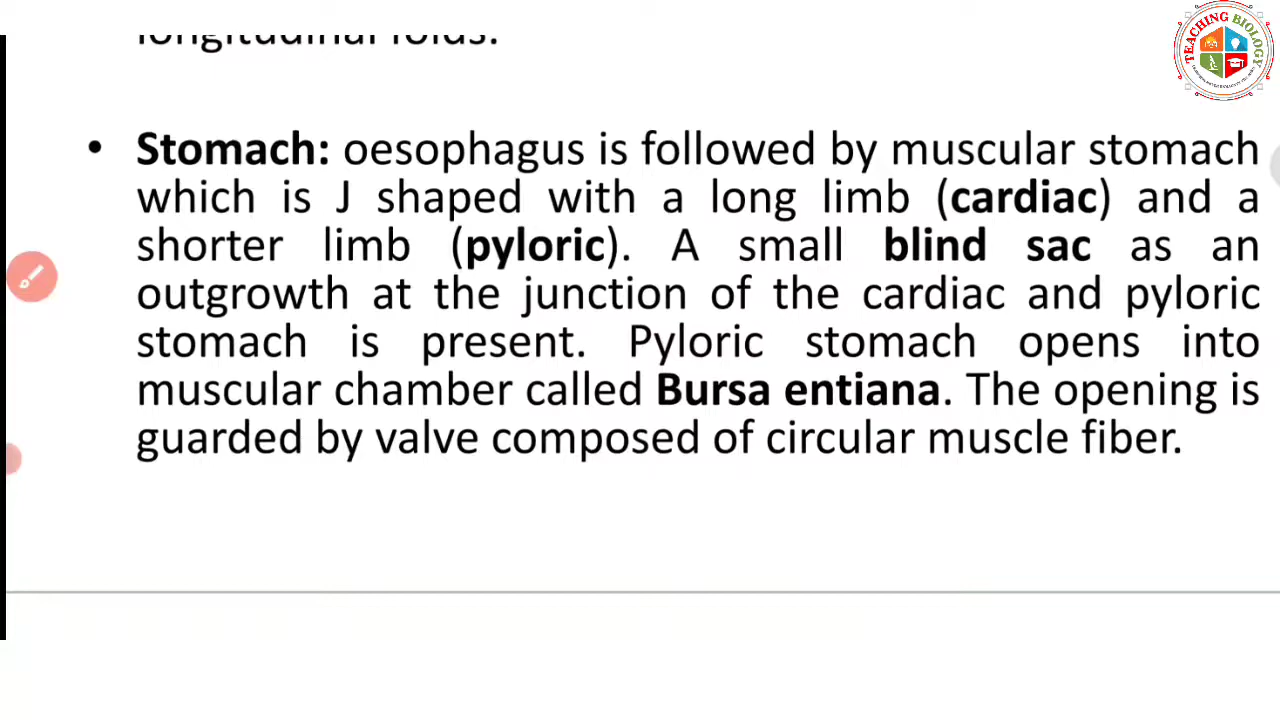 longitudinal folds.
TEACHING BIOLOGY
• Stomach: oesophagus is followed by muscular stomach
which is J shaped with a long limb (cardiac) and a
shorter limb (pyloric). A small blind sac as an
outgrowth at the junction of the cardiac and pyloric
stomach is present. Pyloric stomach opens into
muscular chamber called Bursa entiana. The opening is
guarded by valve composed of circular muscle fiber.